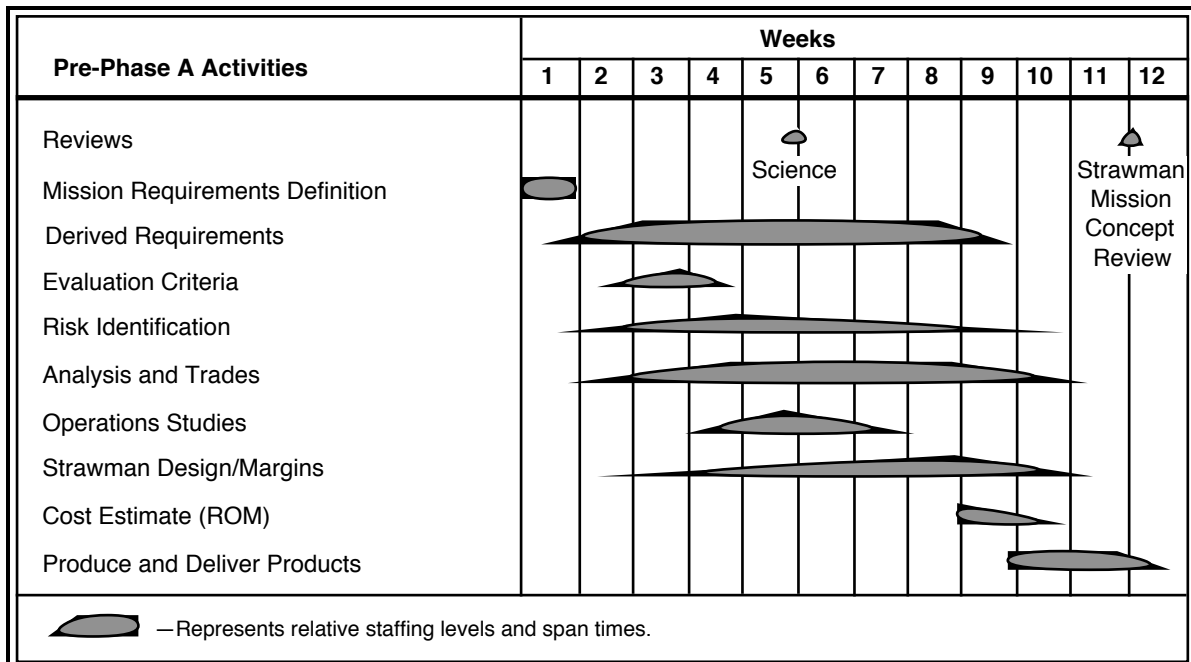 Pre-Phase A Activities
Weeks
1 2 3 4 5 6 7 8 9 10 11 12
Reviews
Science
Strawman
Mission
Concept
Review
Mission Requirements Definition
Derived Requirements
Evaluation Criteria
Risk Identification
Analysis and Trades
Operations Studies
Strawman Design/Margins
Cost Estimate (ROM)
Produce and Deliver Products
—Represents relative staffing levels and span times.